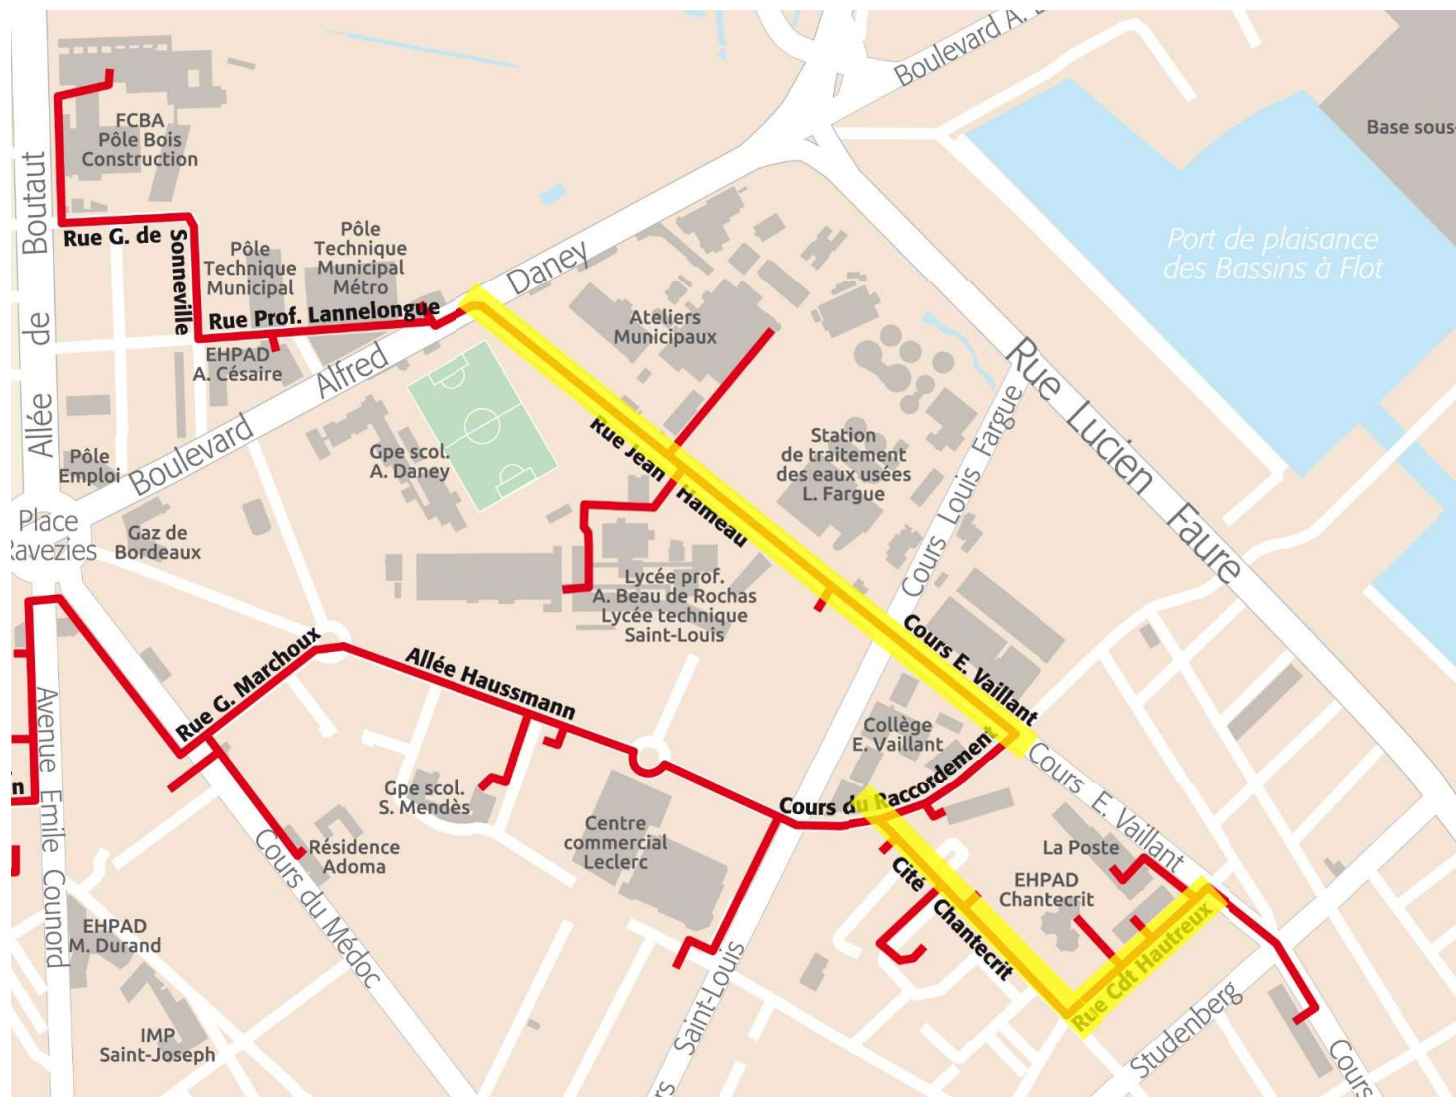 Boulevard A.
FCBA
Pôle Bois
Construction
Base sous-
Allée de Boutaut
Rue G. de
Sonneville
Pôle
Technique
Municipal
Pôle
Technique
Municipal
Métro
Daney
Port de plaisance
des Bassins à Flot
Rue Prof. Lannelongue
Ateliers
Municipaux
EHPAD
A. Césaire
Alfred
Boulevard
Rue Lucien Faure
Pôle
Emploi
Gpe scol.
A. Daney
Rue Jean Hameau
Station
de traitement
des eaux usées
L. Fargue
Cours Louis Fargue
Place
Ravezies
Gaz de
Bordeaux
Lycée prof.
A. Beau de Rochas
Lycée technique
Saint-Louis
Cours E. Vaillant
Rue G. Marchoux
Allée Haussmann
Avenue Emile Counord
Collège
E. Vaillant
Cours du Raccordement
Cours E. Vaillant
Gpe scol.
S. Mendès
Centre
commercial
Leclerc
Résidence
Adoma
Cours du Médoc
La Poste
EHPAD
Chantecrit
Cité Chantecrit
Rue Cdt Hautreux
EHPAD
M. Durand
Saint-Louis
Studenberg
IMP
Saint-Joseph
Cours